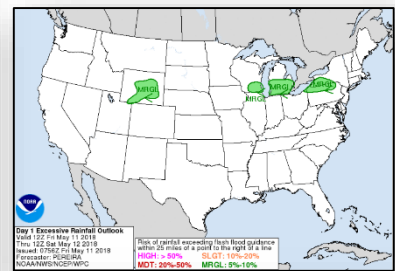 MRGL
MRGL
MRGL
MRGL
NOAA
Day 1 Excessive Rainfall Outlook
Valid 12Z Fri May 11 2018
Thru 12Z Sat May 12 2018
Issued: 0756Z Fri May 11 2018
Forecaster: PEREIRA
NOAA/NWS/NCEP/WPC
Risk of rainfall exceeding flash flood guidance
within 25 miles of a point to the right of a line
HIGH: > 50% SLGT: 10%-20%
MDT: 20%-50% MRGL: 5%-10%